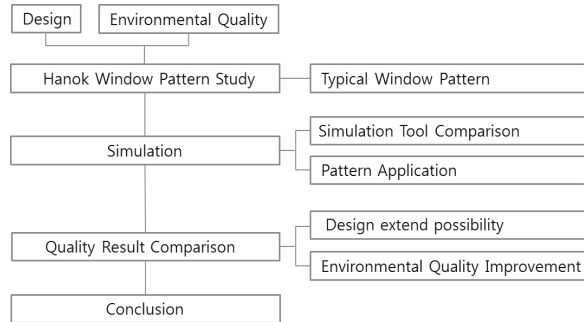 Design
Environmental Quality
Hanok Window Pattern Study
Typical Window Pattern
Simulation
Simulation Tool Comparison
Pattern Application
Quality Result Comparison
Design extend possibility
Environmental Quality Improvement
Conclusion